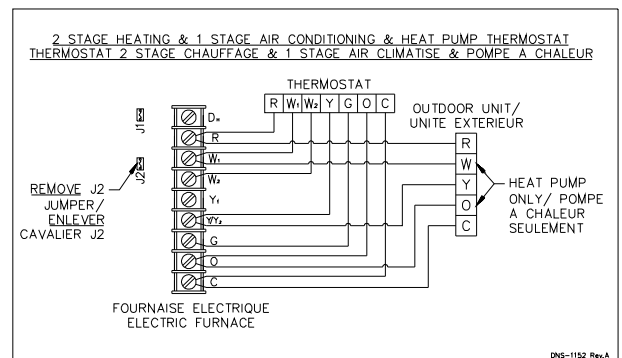 2 STAGE HEATING & 1 STAGE AIR CONDITIONING & HEAT PUMP THERMOSTAT
THERMOSTAT 2 STAGE CHAUFFAGE & 1 STAGE AIR CLIMATISE & POMPE A CHALEUR
THERMOSTAT
R W1 W2 Y G O C
OUTDOOR UNIT/
UNITE EXTERIEUR
R
W
Y
O
C
HEAT PUMP
ONLY/ POMPE
A CHALEUR
SEULEMENT
J1
J2
REMOVE J2
JUMPER/
ENLEVER
CAVALIER J2
DH
R
W1
W2
Y1
Y/Y2
G
O
C
FOURNAISE ELECTRIQUE
ELECTRIC FURNACE
DNS-1152 Rev.A